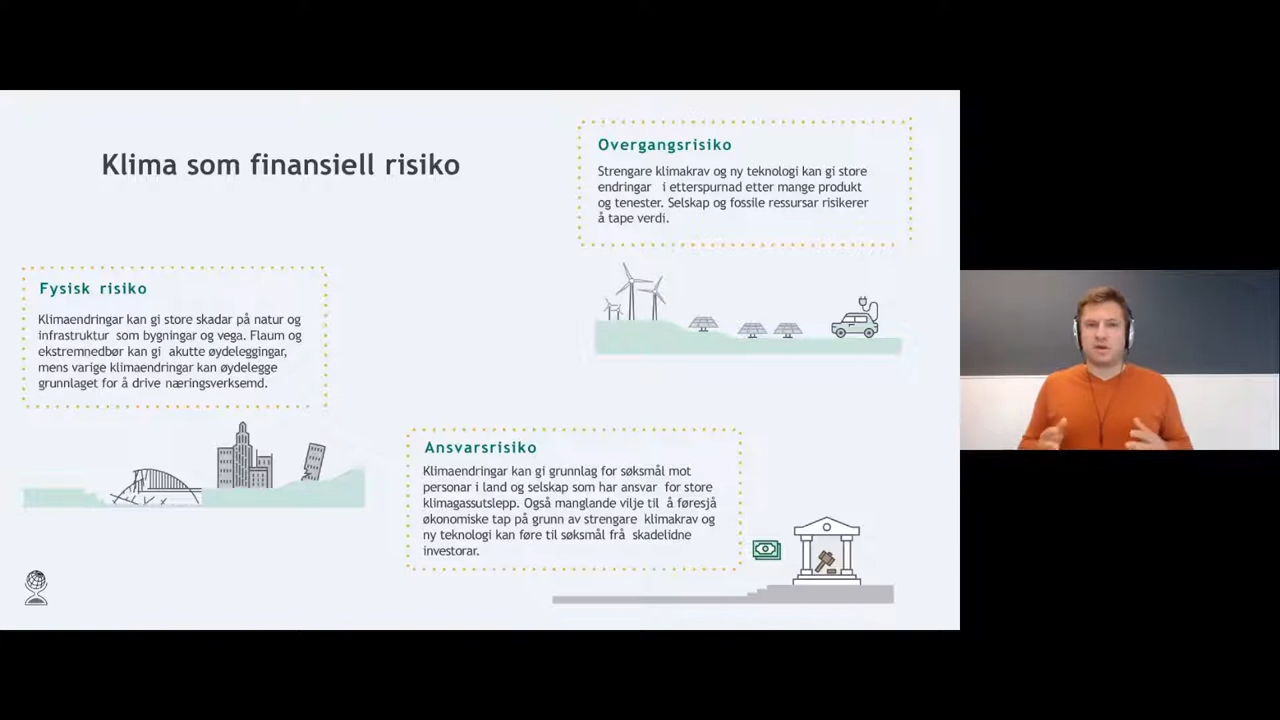 Klima som finansiell risiko
Overgangsrisiko
Strengare klimakrav og ny teknologi kan gi store
endringar i etterspurnad etter mange produkt
og tenester. Selskap og fossile ressursar risikerer
å tape verdi.
Fysisk risiko
Klimaendringar kan gi store skadar på natur og
infrastruktur som bygningar og vega. Flaum og
ekstremnedbør kan gi akutte øydeleggingar,
mens varige klimaendringar kan øydelegge
grunnlaget for å drive næringsverksemd.
Ansvarsrisiko
Klimaendringar kan gi grunnlag for søksmål mot
personar i land og selskap som har ansvar for store
klimagassutslepp. Også manglande vilje til å føresjå
økonomiske tap på grunn av strengare klimakrav og
ny teknologi kan føre til søksmål frå skadelidne
investorar.